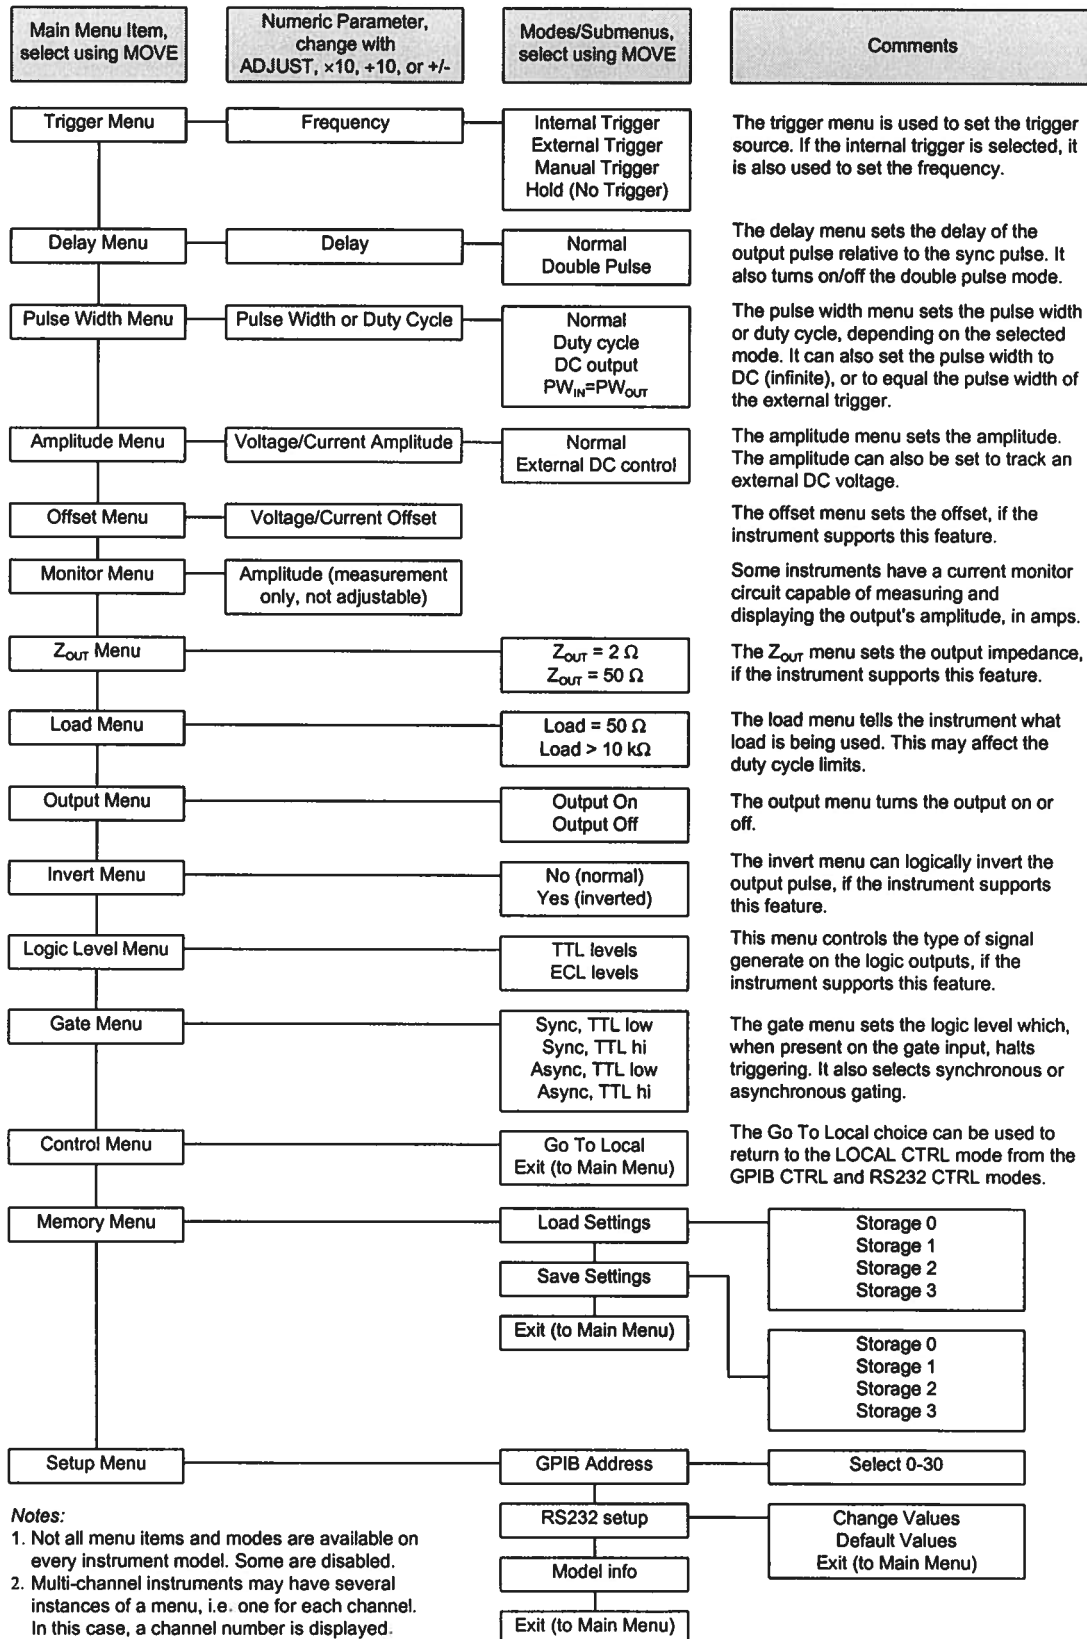 Main Menu Item,
select using MOVE
Numeric Parameter,
change with
ADJUST, ×10, +10, or +/-
Modes/Submenus,
select using MOVE
Comments
Trigger Menu
Frequency
Internal Trigger
External Trigger
Manual Trigger
Hold (No Trigger)
The trigger menu is used to set the trigger
source. If the internal trigger is selected, it
is also used to set the frequency.
Delay Menu
Delay
Normal
Double Pulse
The delay menu sets the delay of the
output pulse relative to the sync pulse. It
also turns on/off the double pulse mode.
Pulse Width Menu
Pulse Width or Duty Cycle
Normal
Duty cycle
DC output
PWIN=PWOUT
The pulse width menu sets the pulse width
or duty cycle, depending on the selected
mode. It can also set the pulse width to
DC (infinite), or to equal the pulse width of
the external trigger.
Amplitude Menu
Voltage/Current Amplitude
Normal
External DC control
The amplitude menu sets the amplitude.
The amplitude can also be set to track an
external DC voltage.
Offset Menu
Voltage/Current Offset
The offset menu sets the offset, if the
instrument supports this feature.
Monitor Menu
Amplitude (measurement
only, not adjustable)
Some instruments have a current monitor
circuit capable of measuring and
displaying the output's amplitude, in amps.
ZOUT Menu
ZOUT = 2 Ω
ZOUT = 50 Ω
The ZOUT menu sets the output impedance,
if the instrument supports this feature.
Load Menu
Load = 50 Ω
Load > 10 kΩ
The load menu tells the instrument what
load is being used. This may affect the
duty cycle limits.
Output Menu
Output On
Output Off
The output menu turns the output on or
off.
Invert Menu
No (normal)
Yes (inverted)
The invert menu can logically invert the
output pulse, if the instrument supports
this feature.
Logic Level Menu
TTL levels
ECL levels
This menu controls the type of signal
generate on the logic outputs, if the
instrument supports this feature.
Gate Menu
Sync, TTL low
Sync, TTL hi
Async, TTL low
Async, TTL hi
The gate menu sets the logic level which,
when present on the gate input, halts
triggering. It also selects synchronous or
asynchronous gating.
Control Menu
Go To Local
Exit (to Main Menu)
The Go To Local choice can be used to
return to the LOCAL CTRL mode from the
GPIB CTRL and RS232 CTRL modes.
Memory Menu
Load Settings
Storage 0
Storage 1
Storage 2
Storage 3
Save Settings
Exit (to Main Menu)
Storage 0
Storage 1
Storage 2
Storage 3
Setup Menu
GPIB Address
Select 0-30
RS232 setup
Change Values
Default Values
Exit (to Main Menu)
Model info
Exit (to Main Menu)
Notes:
1. Not all menu items and modes are available on
every instrument model. Some are disabled.
2. Multi-channel instruments may have several
instances of a menu, i.e. one for each channel.
In this case, a channel number is displayed.